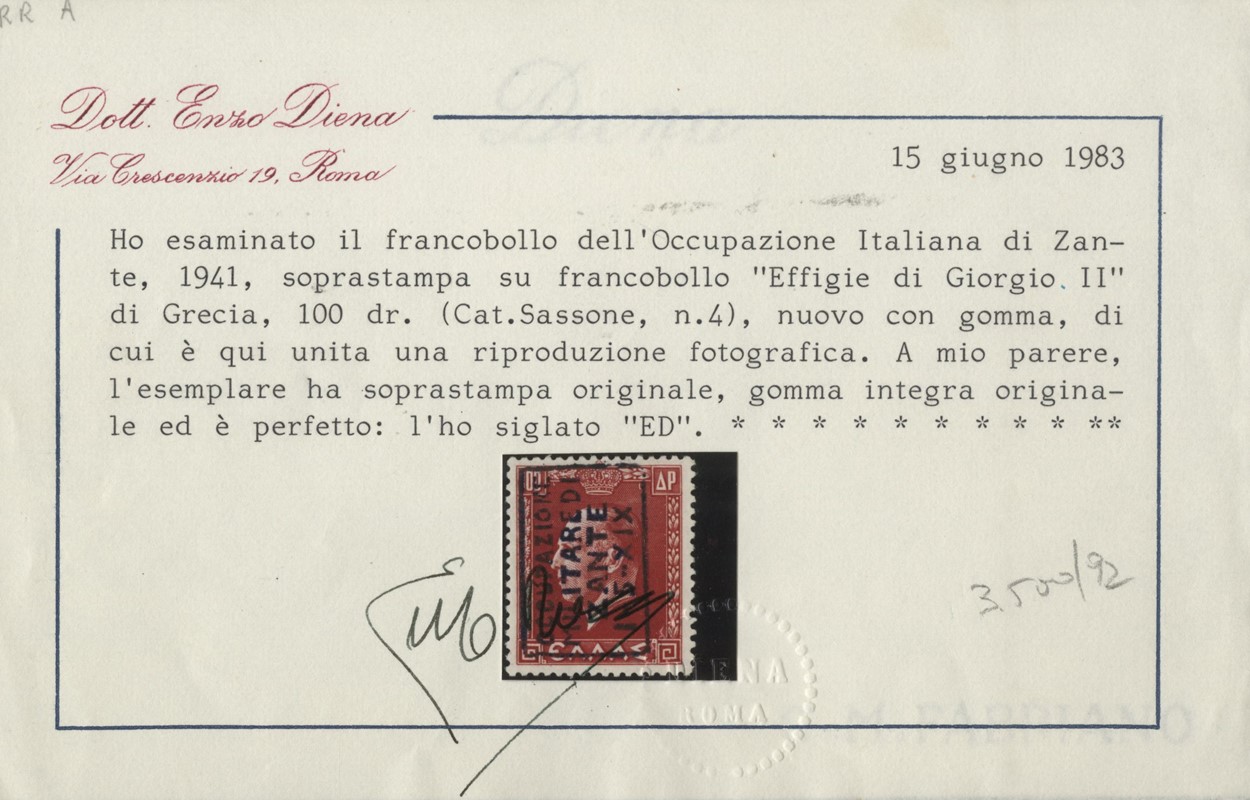 RR A
Dott. Enzo Diena
Via Crescenzio 19, Roma
15 giugno 1983
Ho esaminato il francobollo dell'Occupazione Italiana di Zan-
te, 1941, soprastampa su francobollo "Effigie di Giorgio II"
di Grecia, 100 dr. (Cat.Sassone, n.4), nuovo con gomma, di
cui è qui unita una riproduzione fotografica. A mio parere,
l'esemplare ha soprastampa originale, gomma integra origina-
le ed è perfetto: l'ho siglato "ED". * * * * * * * * * **
ΔΡ
MILITARE DI
ZANTE
ΕΛΛΑΣ
3.500/92
DIENA
ROMA